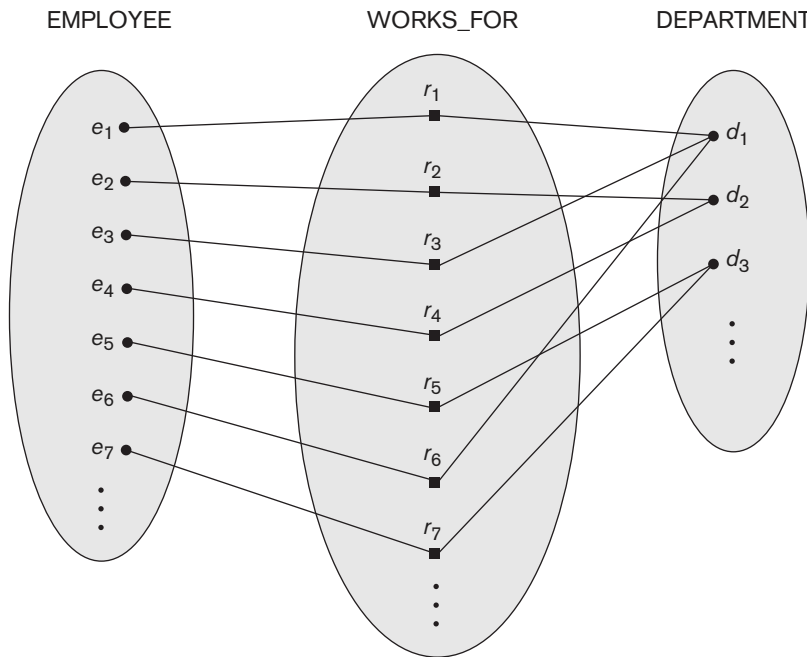 EMPLOYEE
WORKS_FOR
DEPARTMENT
e1
e2
e3
e4
e5
e6
e7
r1
r2
r3
r4
r5
r6
r7
d1
d2
d3